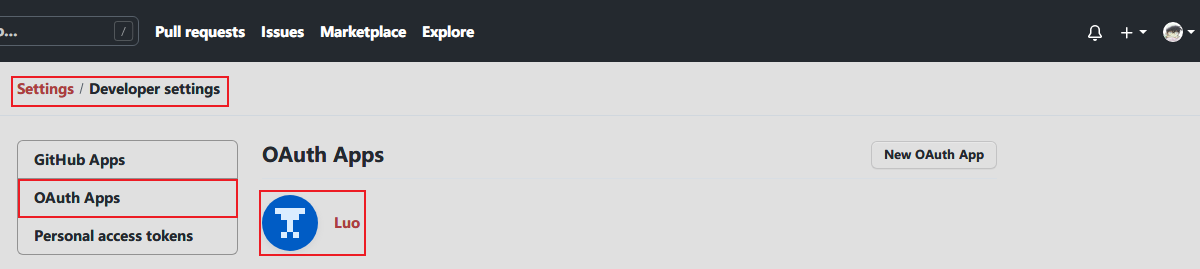 o... / Pull requests Issues Marketplace Explore
Settings / Developer settings
GitHub Apps
OAuth Apps
Personal access tokens
OAuth Apps
New OAuth App
Luo